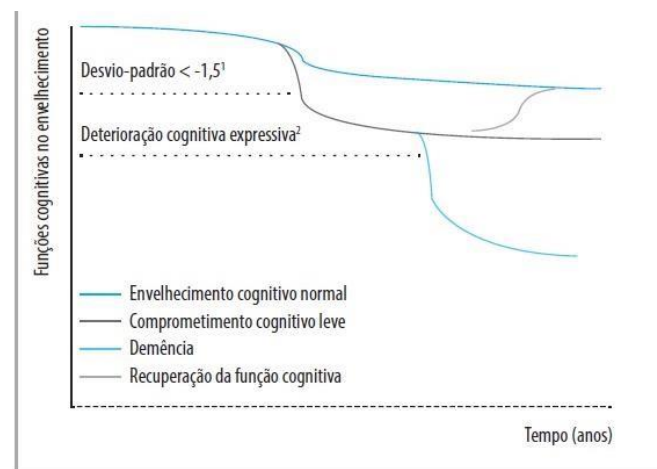 Funções cognitivas no envelhecimento
Desvio-padrão < -1,5¹
Deterioração cognitiva expressiva²
Envelhecimento cognitivo normal
Comprometimento cognitivo leve
Demência
Recuperação da função cognitiva
Tempo (anos)